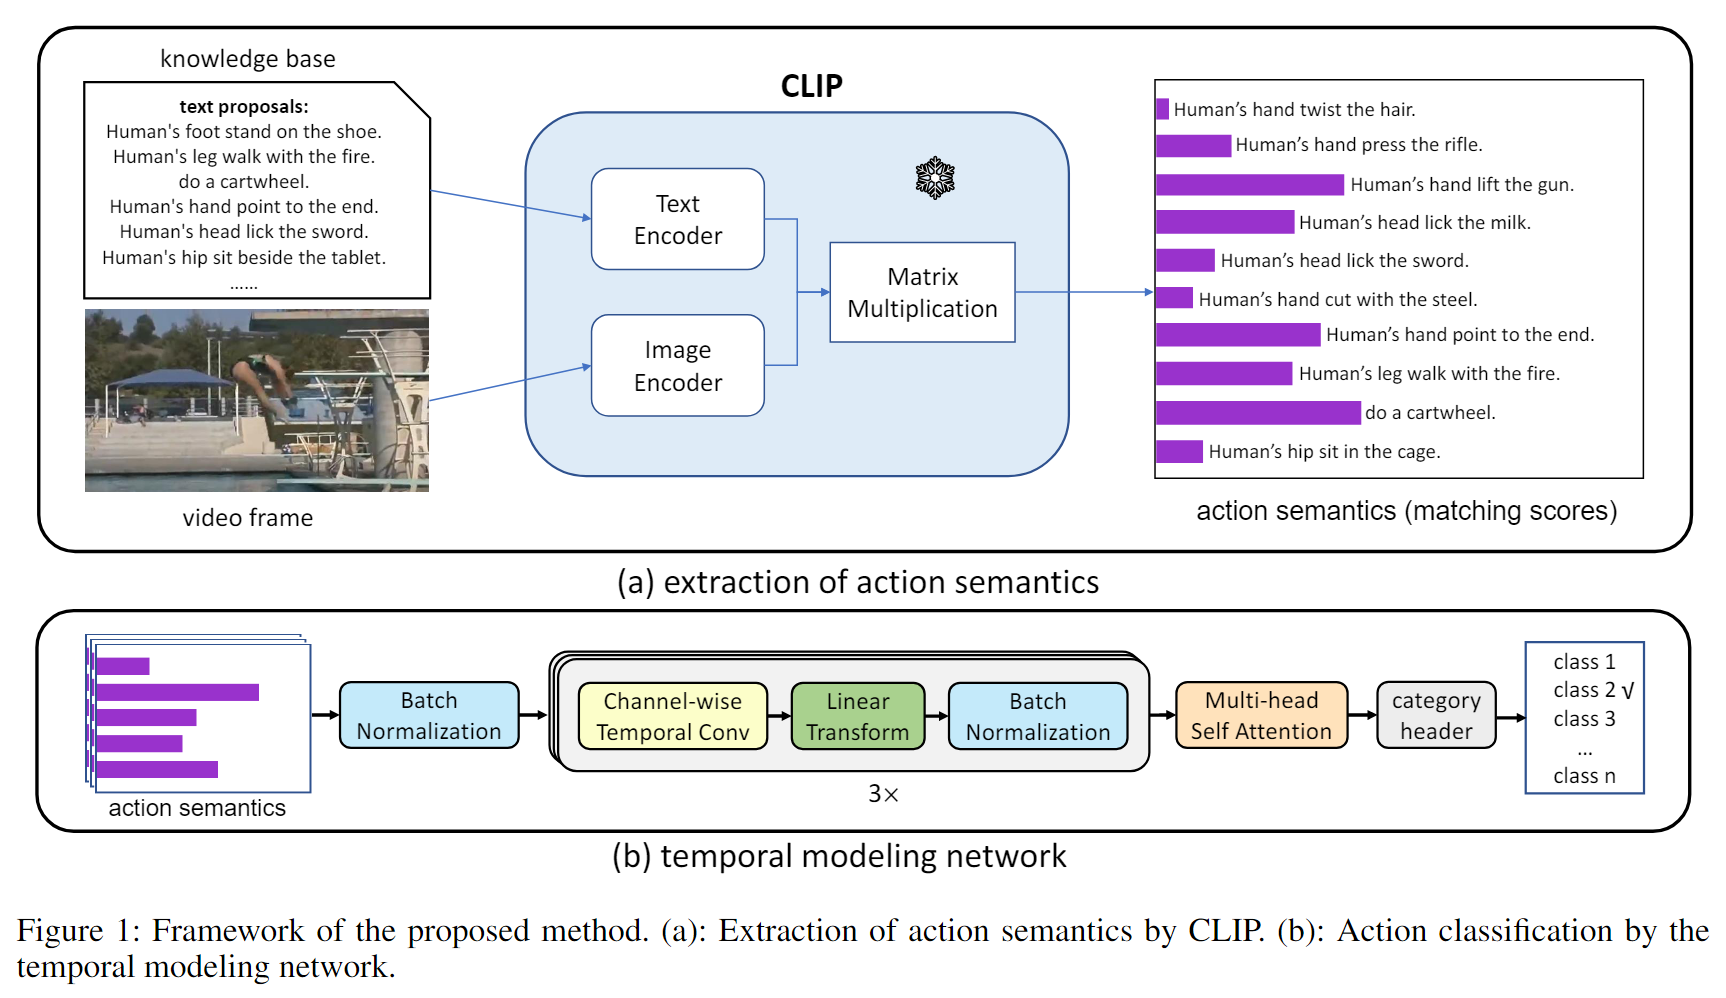 knowledge base
text proposals:
Human's foot stand on the shoe.
Human's leg walk with the fire.
do a cartwheel.
Human's hand point to the end.
Human's head lick the sword.
Human's hip sit beside the tablet.
......
video frame
CLIP
Text
Encoder
Image
Encoder
Matrix
Multiplication
Human’s hand twist the hair.
Human’s hand press the rifle.
Human’s hand lift the gun.
Human’s head lick the milk.
Human’s head lick the sword.
Human’s hand cut with the steel.
Human’s hand point to the end.
Human’s leg walk with the fire.
do a cartwheel.
Human’s hip sit in the cage.
action semantics (matching scores)
(a) extraction of action semantics
action semantics
Batch
Normalization
Channel-wise
Temporal Conv
Linear
Transform
Batch
Normalization
3×
Multi-head
Self Attention
category
header
class 1
class 2 √
class 3
...
class n
(b) temporal modeling network
Figure 1: Framework of the proposed method. (a): Extraction of action semantics by CLIP. (b): Action classification by the
temporal modeling network.